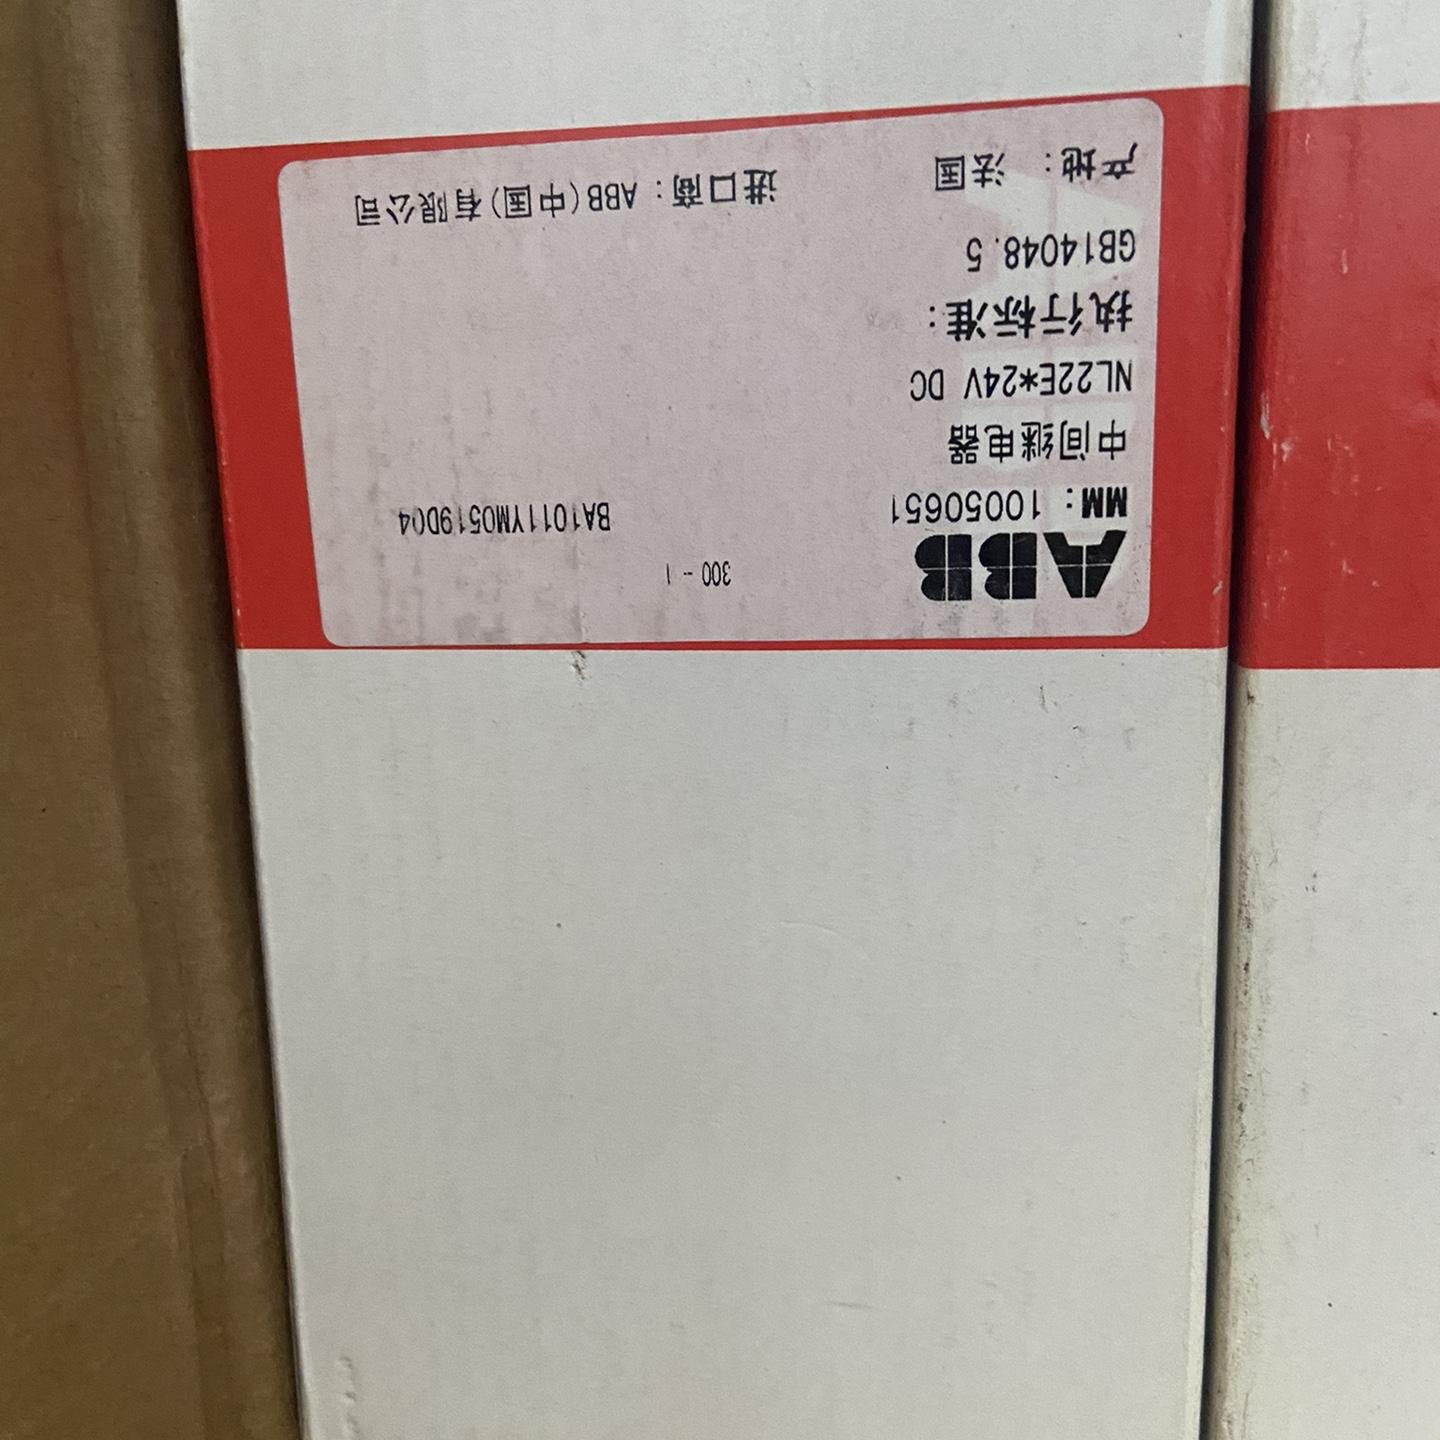 ABB
300 - 1
MM: 10050651
BA1011YM0519D04
中间继电器
NL22E*24V DC
执行标准:
GB14048.5
产地: 法国
进口商: ABB(中国)有限公司